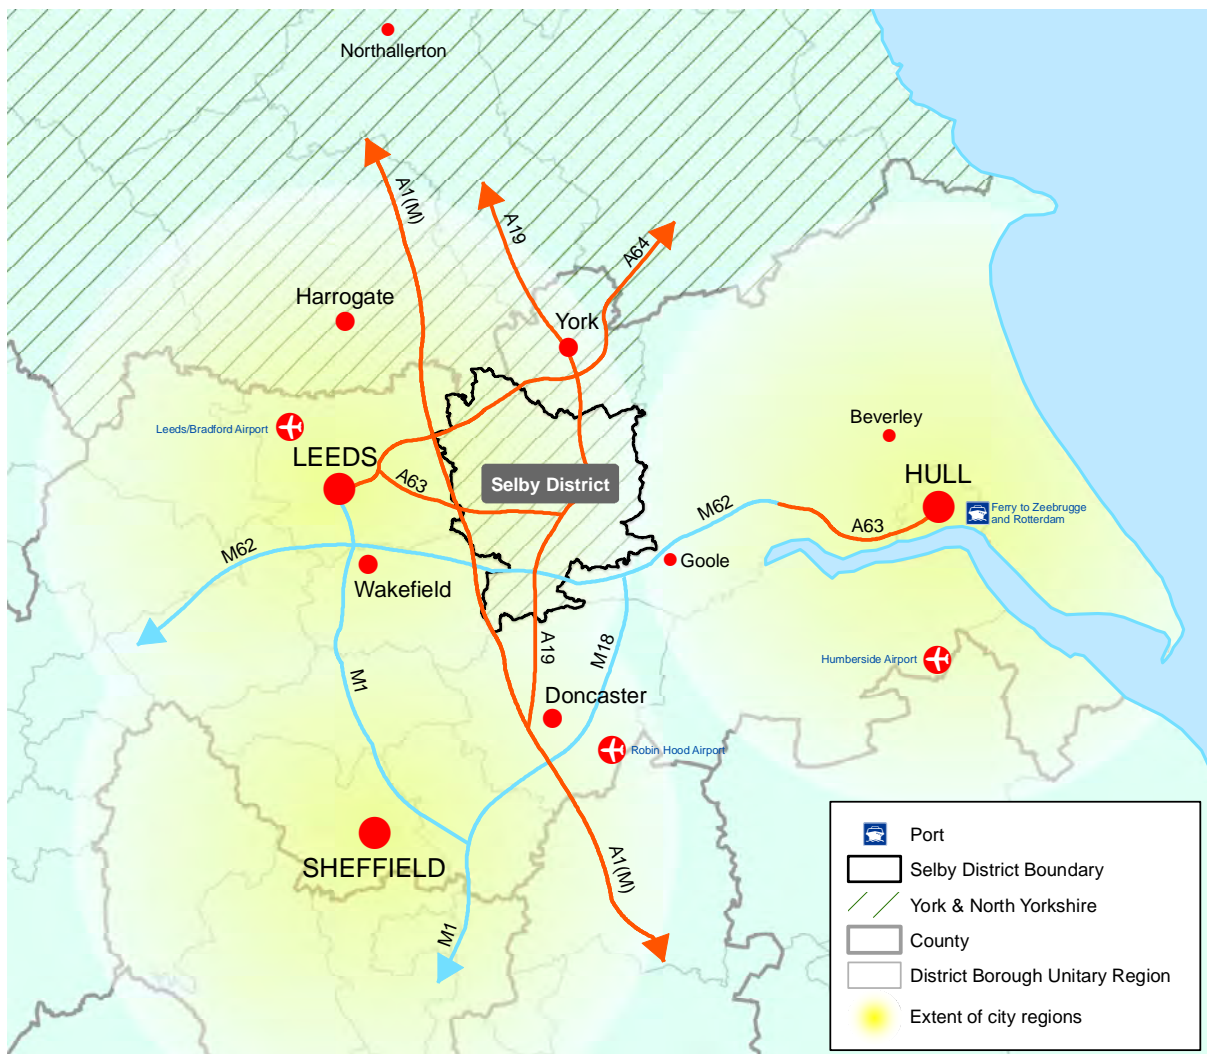 Northallerton
A1(M)
A19
A64
Harrogate
York
Leeds/Bradford Airport
LEEDS
A63
Selby District
Beverley
HULL
Ferry to Zeebrugge
and Rotterdam
M62
A63
M62
Wakefield
Goole
A19
M18
M1
Humberside Airport
Doncaster
Robin Hood Airport
SHEFFIELD
A1(M)
M1
Port
Selby District Boundary
York & North Yorkshire
County
District Borough Unitary Region
Extent of city regions